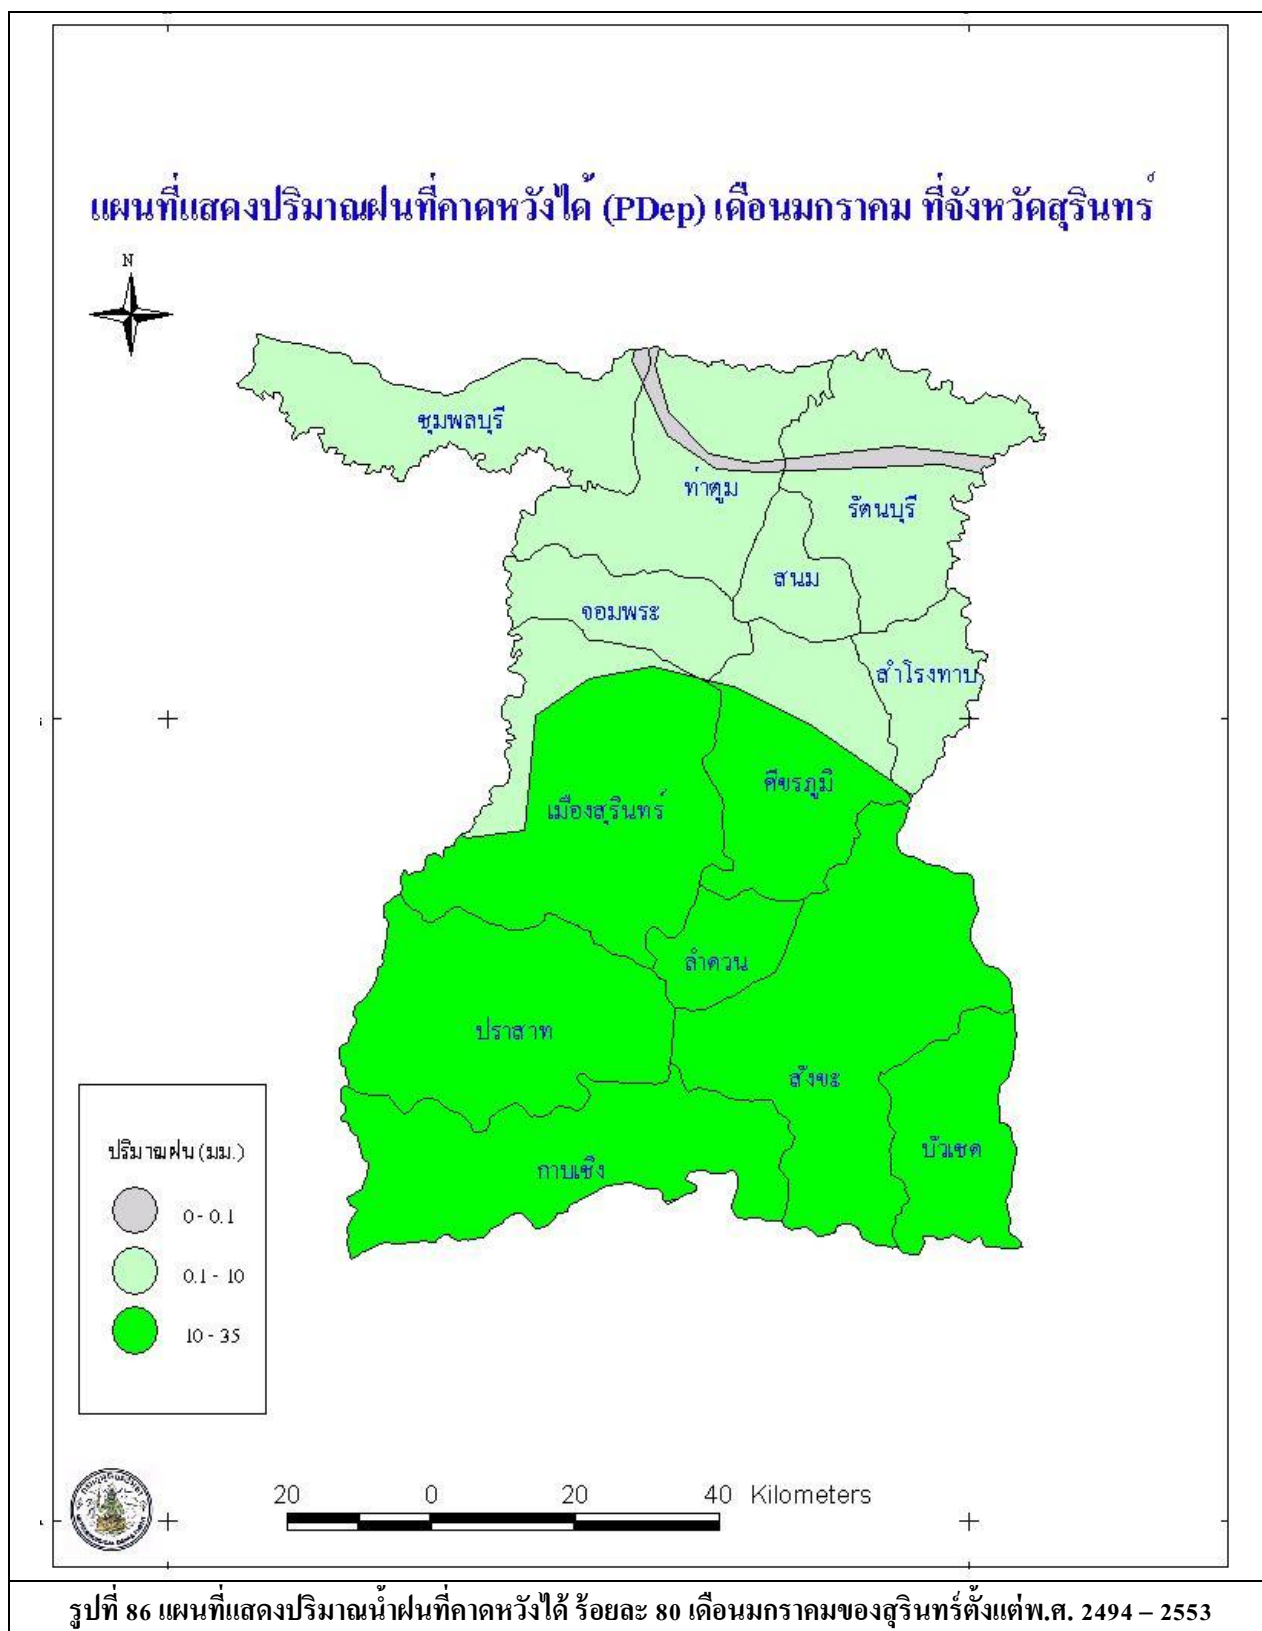 แผนที่แสดงปริมาณฝนที่คาดหวังได้ (PDep) เดือนมกราคม ที่จังหวัดสุรินทร์
N
ชุมพลบุรี
ท่าตูม
รัตนบุรี
สนม
จอมพระ
สำโรงทาบ
ศีขรภูมิ
เมืองสุรินทร์
ลำดวน
ปราสาท
สังขะ
บัวเชด
กาบเชิง
ปริมาณฝน (มม.)
0 - 0.1
0.1 - 10
10 - 35
20 0 20 40 Kilometers
รูปที่ 86 แผนที่แสดงปริมาณน้ำฝนที่คาดหวังได้ ร้อยละ 80 เดือนมกราคมของสุรินทร์ตั้งแต่พ.ศ. 2494 – 2553